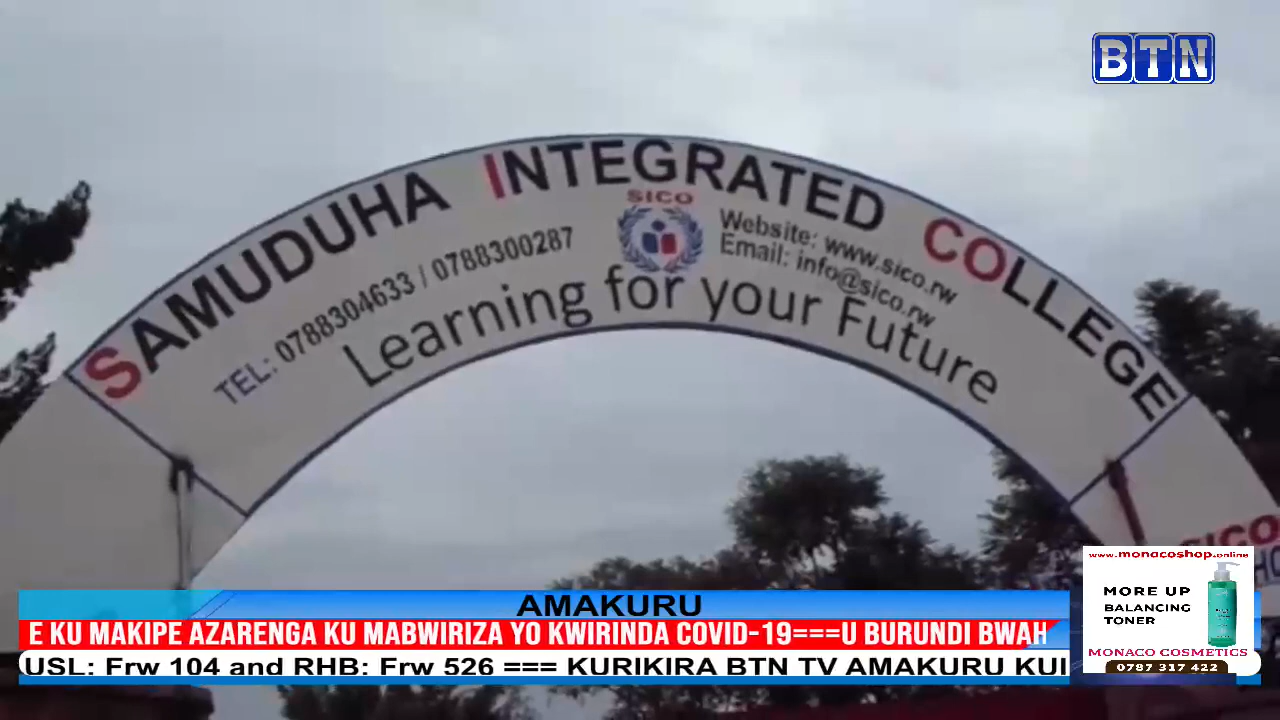 BTN
SAMUDUHA INTEGRATED COLLEGE
SICO
TEL: 0788304633 / 0788300287
Website: www.sico.rw
Email: info@sico.rw
Learning for your Future
SICO
www.monacoshop.online
MORE UP
BALANCING
TONER
MONACO COSMETICS
0787 317 422
AMAKURU
E KU MAKIPE AZARENGA KU MABWIRIZA YO KWIRINDA COVID-19===U BURUNDI BWAH
USL: Frw 104 and RHB: Frw 526 === KURIKIRA BTN TV AMAKURU KUI